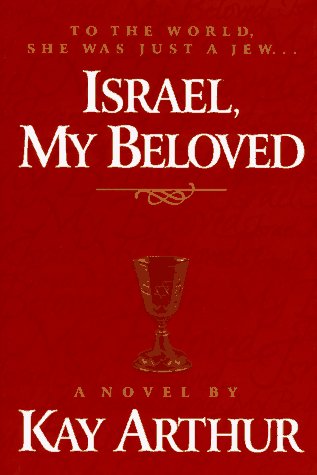 TO THE WORLD,
SHE WAS JUST A JEW...
ISRAEL,
MY BELOVED
A NOVEL BY
KAY ARTHUR